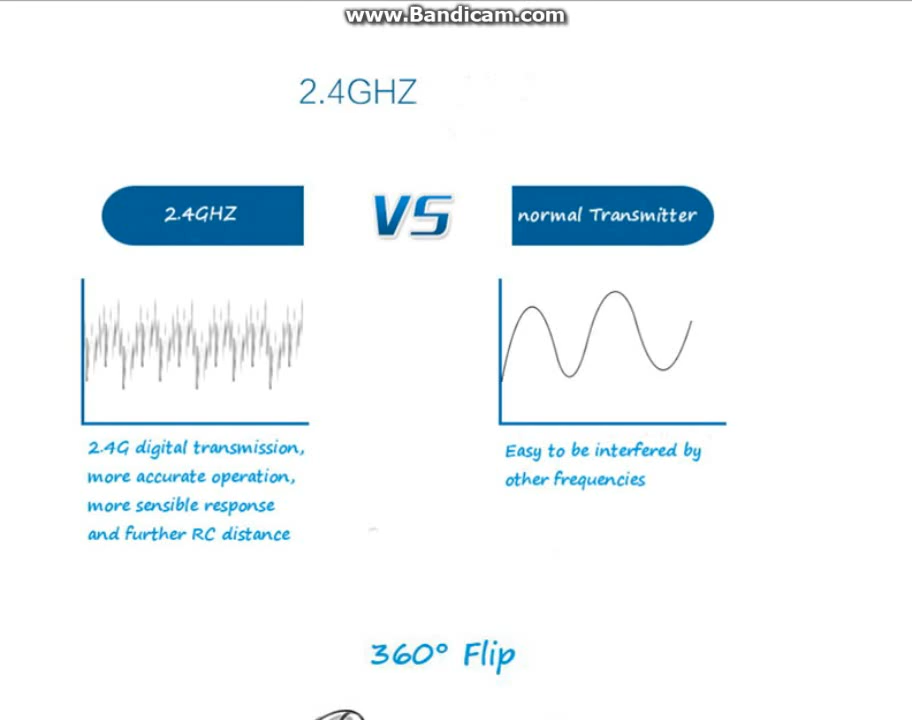 www.Bandicam.com
2.4GHZ
2.4GHZ
VS
normal Transmitter
2.4G digital transmission,
more accurate operation,
more sensible response
and further RC distance
Easy to be interfered by
other frequencies
360° Flip